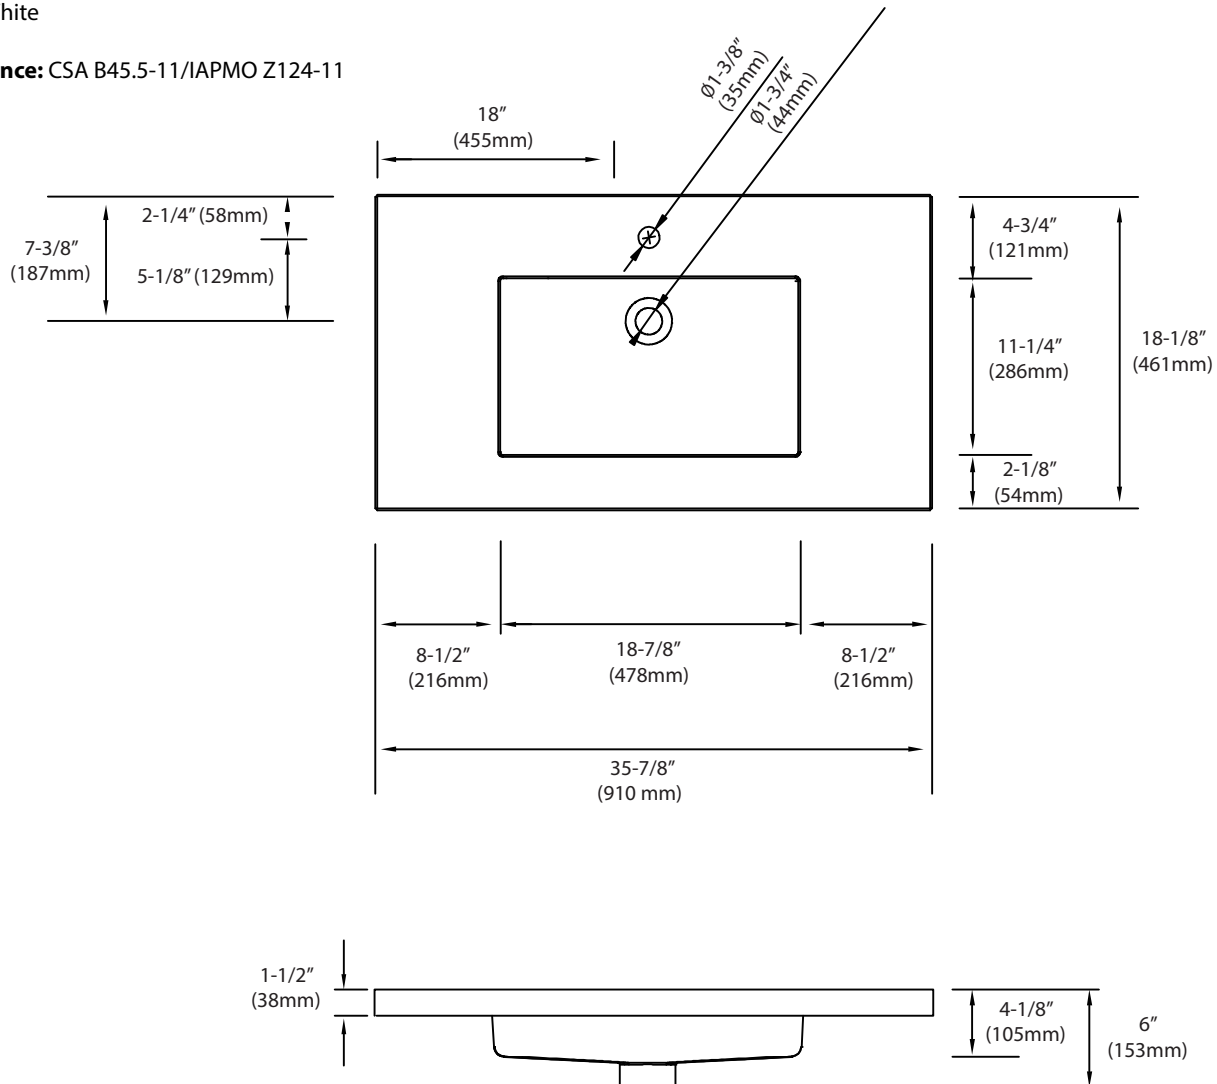 hite
nce: CSA B45.5-11/IAPMO Z124-11
Ø1-3/8”
(35mm)
Ø1-3/4”
(44mm)
18”
(455mm)
2-1/4” (58mm)
7-3/8”
(187mm)
5-1/8” (129mm)
4-3/4”
(121mm)
11-1/4”
(286mm)
18-1/8”
(461mm)
2-1/8”
(54mm)
8-1/2”
(216mm)
18-7/8”
(478mm)
8-1/2”
(216mm)
35-7/8”
(910 mm)
1-1/2”
(38mm)
4-1/8”
(105mm)
6”
(153mm)